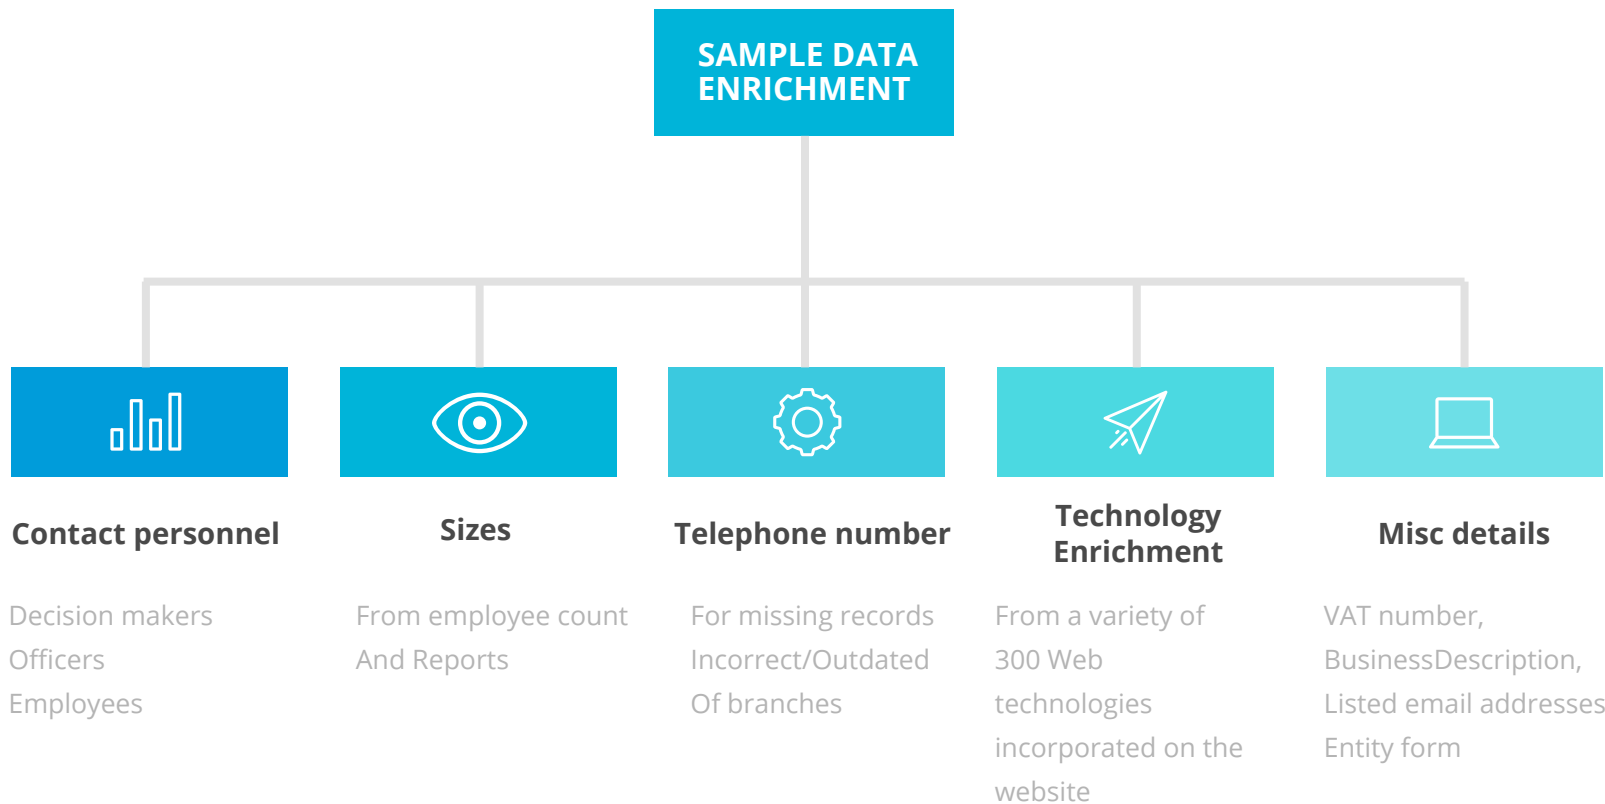 SAMPLE DATA
ENRICHMENT
Contact personnel
Decision makers
Officers
Employees
Sizes
From employee count
And Reports
Telephone number
For missing records
Incorrect/Outdated
Of branches
Technology
Enrichment
From a variety of
300 Web
technologies
incorporated on the
website
Misc details
VAT number,
BusinessDescription,
Listed email addresses
Entity form